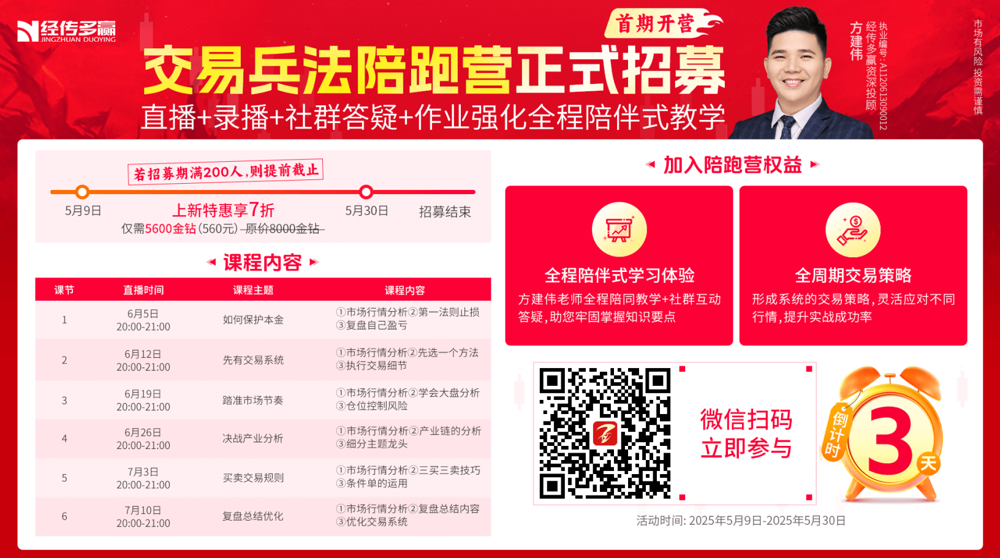 经传多赢
JINGZHUAN DUOYING
首期开营
交易兵法陪跑营正式招募
直播+录播+社群答疑+作业强化全程陪伴式教学
方建伟
经传多赢资深投顾
执业编号:A1120613090012
市场有风险 投资需谨慎
若招募期满200人,则提前截止
5月9日
上新特惠享7折
仅需5600金钻(560元) 原价8000金钻
5月30日
招募结束
课程内容
课节 直播时间 课程主题 课程内容
1 6月5日 20:00-21:00 如何保护本金 ①市场行情分析②第一法则止损
③复盘自己盈亏
2 6月12日 20:00-21:00 先有交易系统 ①市场行情分析②先选一个方法
③执行交易细节
3 6月19日 20:00-21:00 踏准市场节奏 ①市场行情分析②学会大盘分析
③仓位控制风险
4 6月26日 20:00-21:00 决战产业分析 ①市场行情分析②产业链的分析
③细分主题龙头
5 7月3日 20:00-21:00 买卖交易规则 ①市场行情分析②三买三卖技巧
③条件单的运用
6 7月10日 20:00-21:00 复盘总结优化 ①市场行情分析②复盘总结内容
③优化交易系统
加入陪跑营权益
全程陪伴式学习体验
方建伟老师全程陪同教学+社群互动
答疑,助您牢固掌握知识要点
全周期交易策略
形成系统的交易策略,灵活应对不同
行情,提升实战成功率
微信扫码
立即参与
倒计时
3
天
活动时间: 2025年5月9日-2025年5月30日